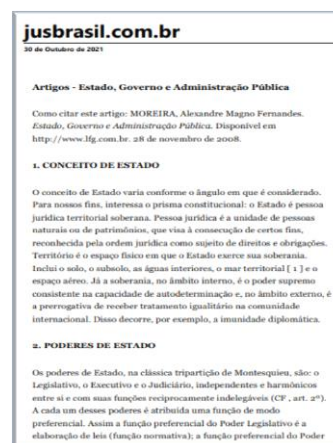 jusbrasil.com.br
30 de Outubro de 2021
Artigos - Estado, Governo e Administração Pública
Como citar este artigo: MOREIRA, Alexandre Magno Fernandes.
Estado, Governo e Administração Pública. Disponível em
http://www.lfg.com.br. 28 de novembro de 2008.
1. CONCEITO DE ESTADO
O conceito de Estado varia conforme o ângulo em que é considerado.
Para nossos fins, interessa o prisma constitucional: o Estado é pessoa
jurídica territorial soberana. Pessoa jurídica é a unidade de pessoas
naturais ou de patrimônios, que visa à consecução de certos fins,
reconhecida pela ordem jurídica como sujeito de direitos e obrigações.
Território é o espaço físico em que o Estado exerce sua soberania.
Inclui o solo, o subsolo, as águas interiores, o mar territorial [ 1 ] e o
espaço aéreo. Já a soberania, no âmbito interno, é o poder supremo
consistente na capacidade de autodeterminação e, no âmbito externo, é
a prerrogativa de receber tratamento igualitário na comunidade
internacional. Disso decorre, por exemplo, a imunidade diplomática.
2. PODERES DE ESTADO
Os poderes de Estado, na clássica tripartição de Montesquieu, são: o
Legislativo, o Executivo e o Judiciário, independentes e harmônicos
entre si e com suas funções reciprocamente indelegáveis (CF , art. 2º).
A cada um desses poderes é atribuída uma função de modo
preferencial. Assim a função preferencial do Poder Legislativo é a
elaboração de leis (função normativa); a função preferencial do Poder